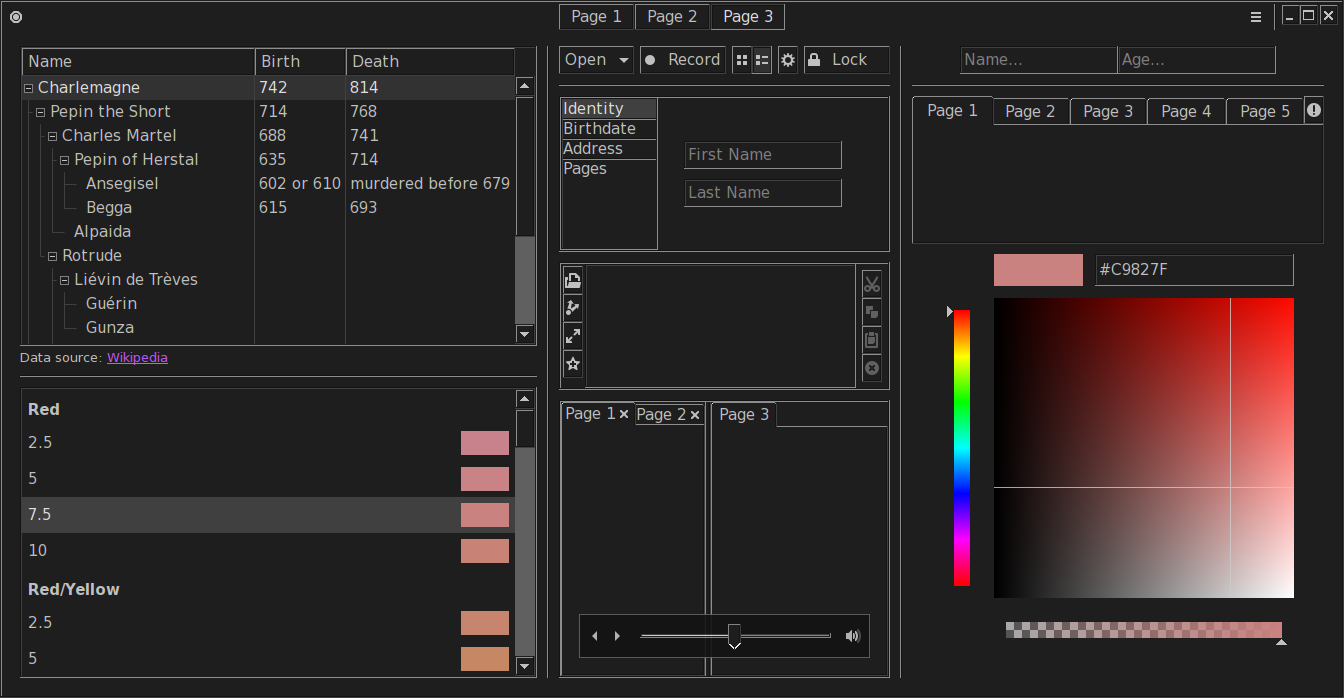 Page 1 Page 2 Page 3
Name Birth Death
Charlemagne 742 814
Pepin the Short 714 768
Charles Martel 688 741
Pepin of Herstal 635 714
Ansegisel 602 or 610 murdered before 679
Begga 615 693
Alpaida
Rotrude
Liévin de Trèves
Guérin
Gunza
Data source: Wikipedia
Red
2.5
5
7.5
10
Red/Yellow
2.5
5
Open Record Lock
Identity
Birthdate
Address
Pages
First Name
Last Name
Page 1 Page 2 Page 3
Name... Age...
Page 1 Page 2 Page 3 Page 4 Page 5
#C9827F